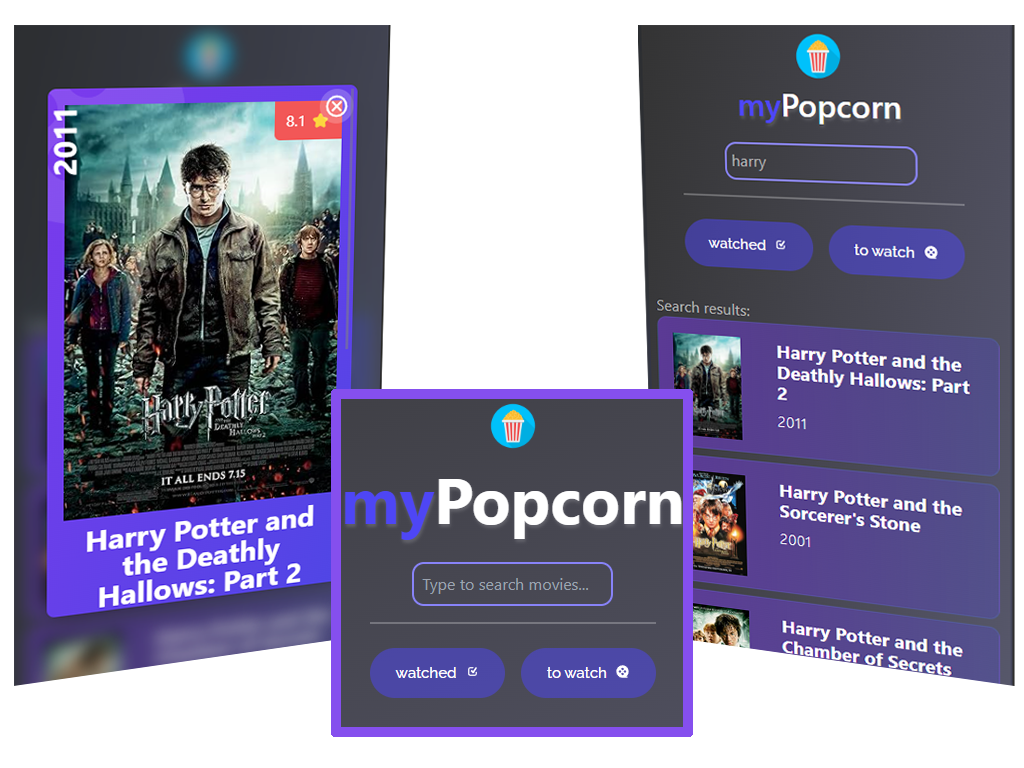 2011
8.1
Harry Potter
AND THE
DEATHLY
HALLOWS
PART 2
IT ALL ENDS 7.15
Harry Potter and
the Deathly
Hallows: Part 2
myPopcorn
Type to search movies...
watched
to watch
myPopcorn
harry
watched
to watch
Search results:
Harry Potter and the
Deathly Hallows: Part
2
2011
Harry Potter and the
Sorcerer's Stone
2001
Harry Potter and the
Chamber of Secrets